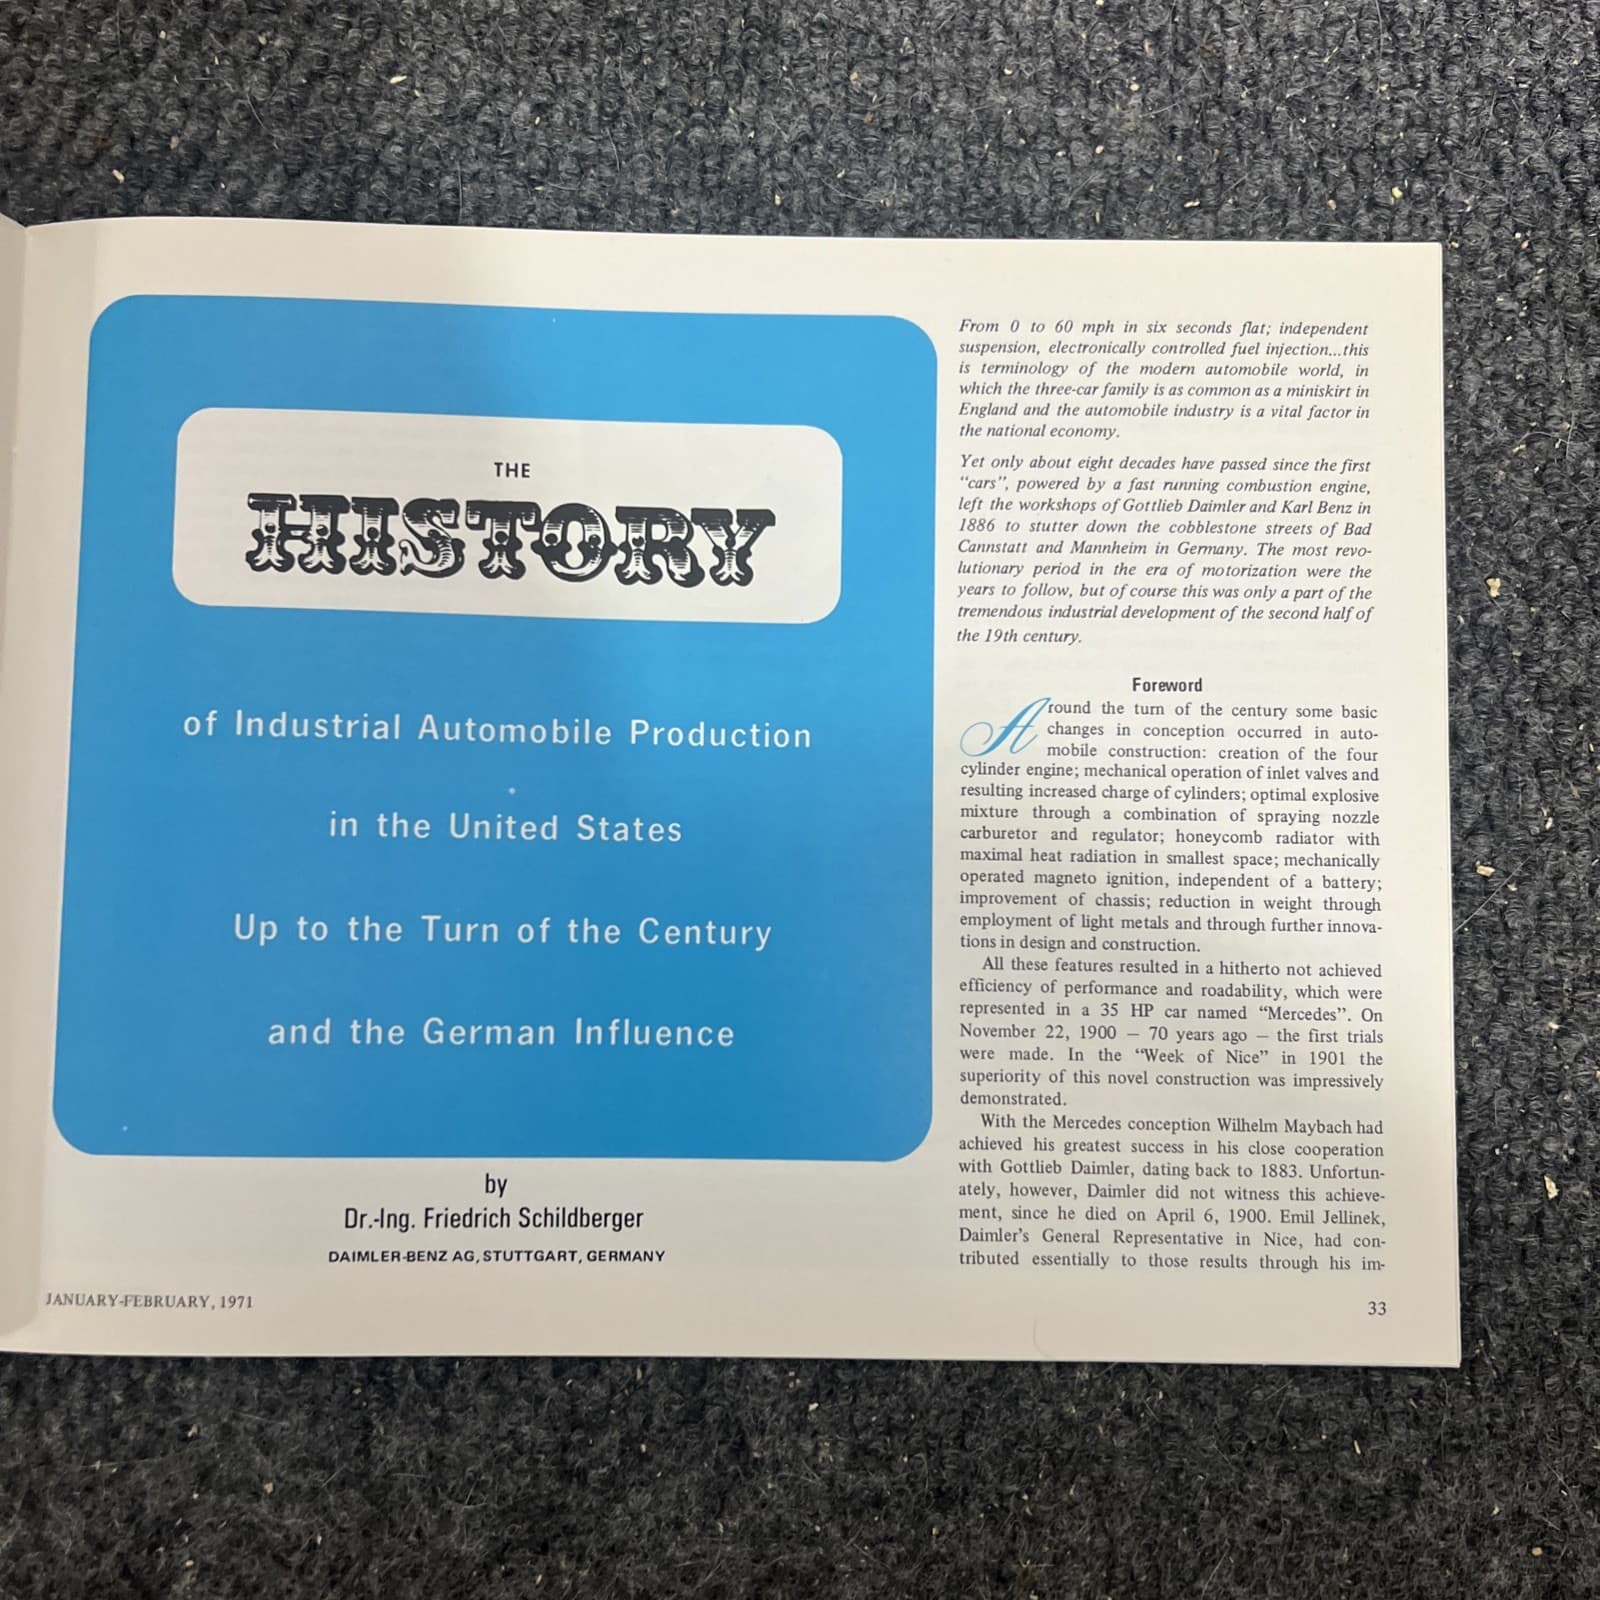 THE
HISTORY
of Industrial Automobile Production
in the United States
Up to the Turn of the Century
and the German Influence
by
Dr.-Ing. Friedrich Schildberger
DAIMLER-BENZ AG, STUTTGART, GERMANY
JANUARY-FEBRUARY, 1971
From 0 to 60 mph in six seconds flat; independent
suspension, electronically controlled fuel injection...this
is terminology of the modern automobile world, in
which the three-car family is as common as a miniskirt in
England and the automobile industry is a vital factor in
the national economy.
Yet only about eight decades have passed since the first
"cars", powered by a fast running combustion engine,
left the workshops of Gottlieb Daimler and Karl Benz in
1886 to stutter down the cobblestone streets of Bad
Cannstatt and Mannheim in Germany. The most revo-
lutionary period in the era of motorization were the
years to follow, but of course this was only a part of the
tremendous industrial development of the second half of
the 19th century.
Foreword
Around the turn of the century some basic
changes in conception occurred in auto-
mobile construction: creation of the four
cylinder engine; mechanical operation of inlet valves and
resulting increased charge of cylinders; optimal explosive
mixture through a combination of spraying nozzle
carburetor and regulator; honeycomb radiator with
maximal heat radiation in smallest space; mechanically
operated magneto ignition, independent of a battery;
improvement of chassis; reduction in weight through
employment of light metals and through further innova-
tions in design and construction.
All these features resulted in a hitherto not achieved
efficiency of performance and roadability, which were
represented in a 35 HP car named "Mercedes". On
November 22, 1900 — 70 years ago — the first trials
were made. In the "Week of Nice" in 1901 the
superiority of this novel construction was impressively
demonstrated.
With the Mercedes conception Wilhelm Maybach had
achieved his greatest success in his close cooperation
with Gottlieb Daimler, dating back to 1883. Unfortun-
ately, however, Daimler did not witness this achieve-
ment, since he died on April 6, 1900. Emil Jellinek,
Daimler's General Representative in Nice, had con-
tributed essentially to those results through his im-
33